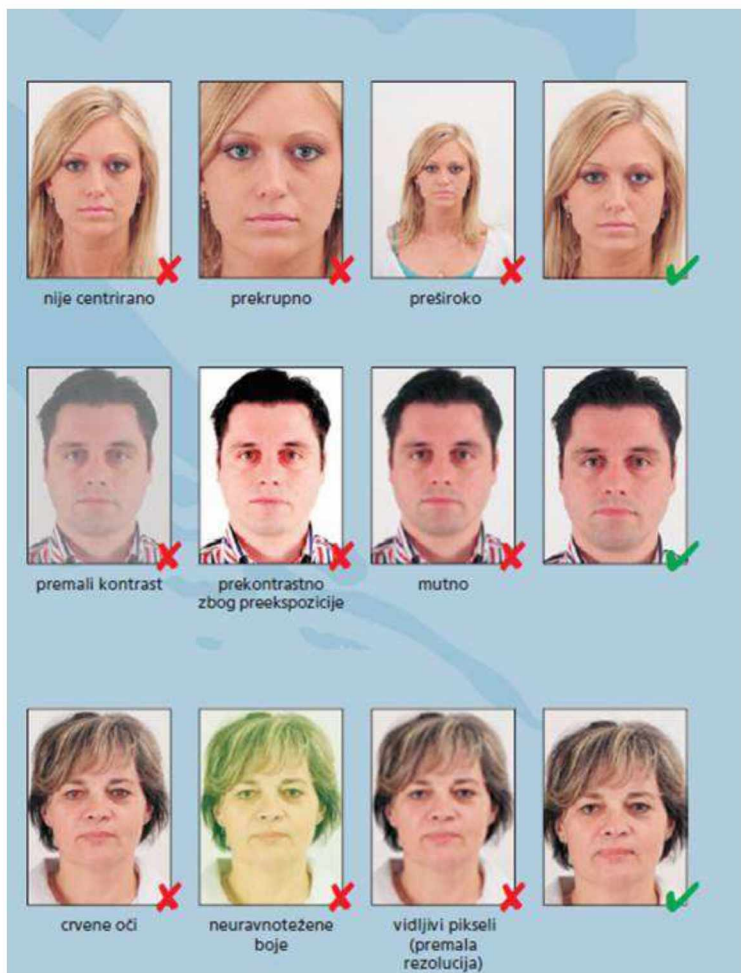 nije centrirano
prekrupno
preširoko
premali kontrast
prekontrastno
zbog preekspozicije
mutno
crvene oči
neuravnotežene
boje
vidljivi pikseli
(premala
rezolucija)